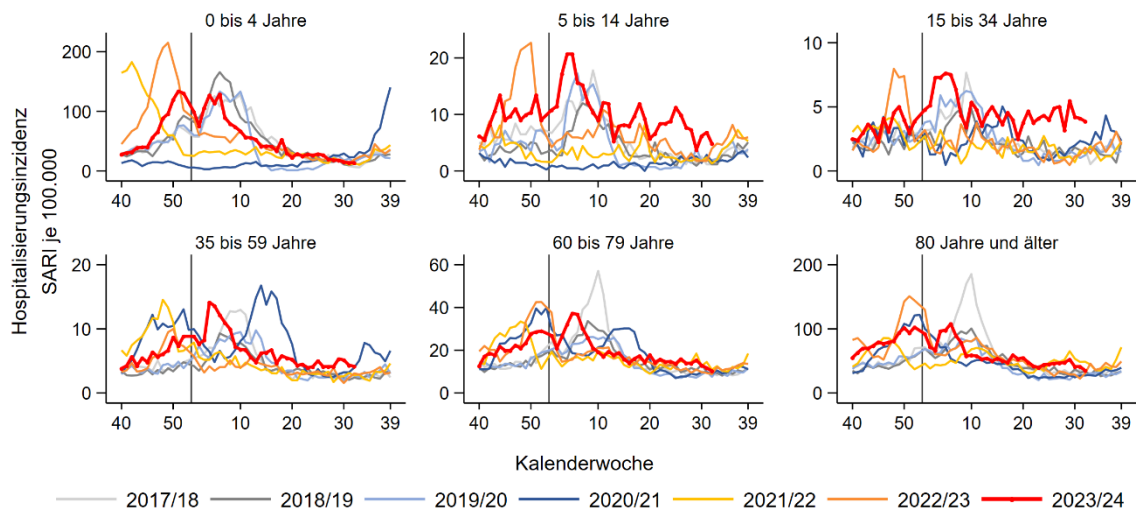 0 bis 4 Jahre
5 bis 14 Jahre
15 bis 34 Jahre
Hospitalisierungsinzidenz
SARI je 100.000
200
100
0
40 50 10 20 30 39
20
10
0
40 50 10 20 30 39
10
5
0
40 50 10 20 30 39
35 bis 59 Jahre
60 bis 79 Jahre
80 Jahre und älter
20
10
0
40 50 10 20 30 39
60
40
20
0
40 50 10 20 30 39
200
100
0
40 50 10 20 30 39
Kalenderwoche
2017/18 2018/19 2019/20 2020/21 2021/22 2022/23 2023/24